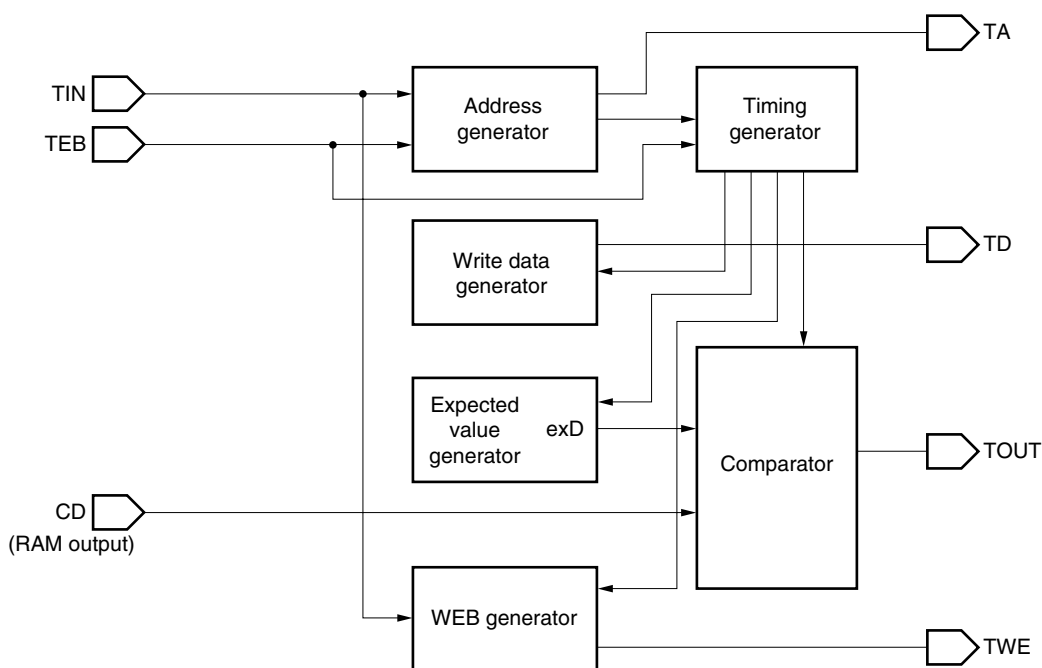 TA
TIN
Address
generator
Timing
generator
TEB
Write data
generator
TD
Expected
value
generator
exD
Comparator
TOUT
CD
(RAM output)
WEB generator
TWE